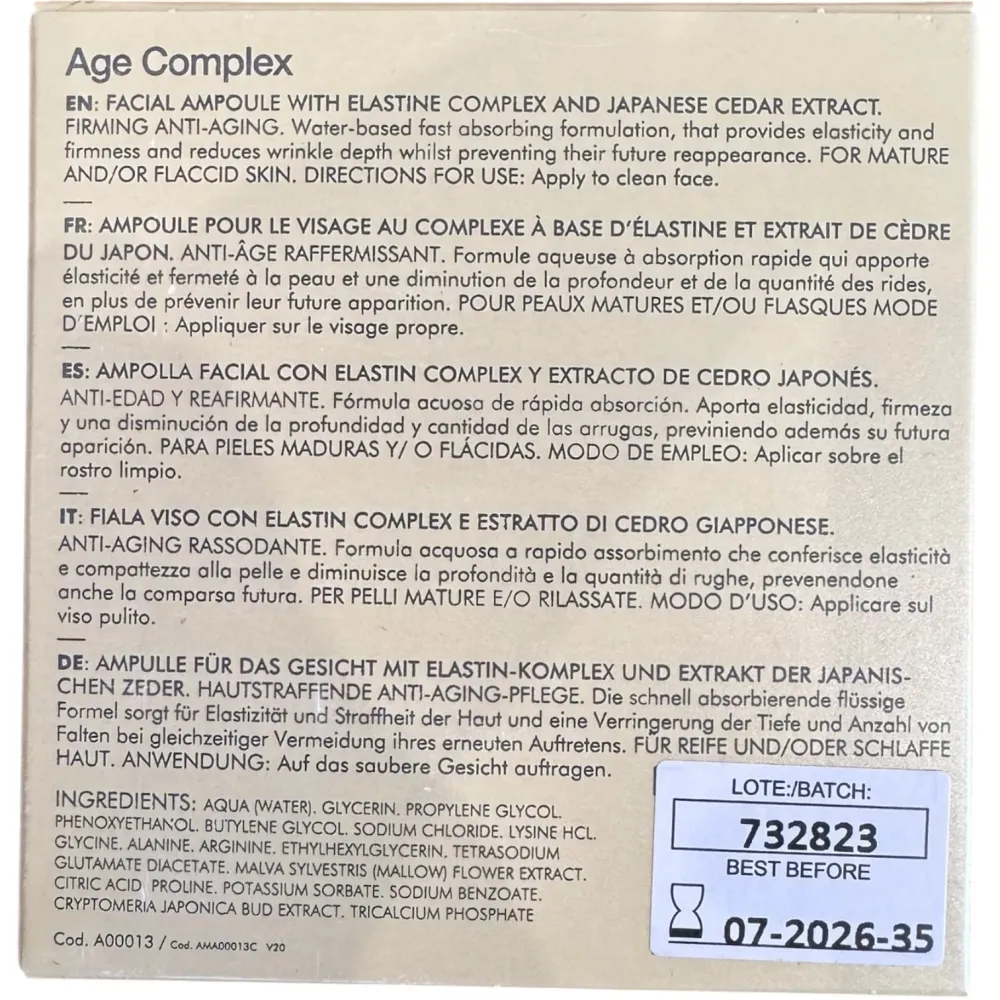 Age Complex
EN: FACIAL AMPOULE WITH ELASTINE COMPLEX AND JAPANESE CEDAR EXTRACT.
FIRMING ANTI-AGING. Water-based fast absorbing formulation, that provides elasticity and
firmness and reduces wrinkle depth whilst preventing their future reappearance. FOR MATURE
AND/OR FLACCID SKIN. DIRECTIONS FOR USE: Apply to clean face.
FR: AMPOULE POUR LE VISAGE AU COMPLEXE À BASE D'ÉLASTINE ET EXTRAIT DE CÈDRE
DU JAPON. ANTI-ÂGE RAFFERMISSANT. Formule aqueuse à absorption rapide qui apporte
élasticité et fermeté à la peau et une diminution de la profondeur et de la quantité des rides,
en plus de prévenir leur future apparition. POUR PEAUX MATURES ET/OU FLASQUES MODE
D'EMPLOI : Appliquer sur le visage propre.
ES: AMPOLLA FACIAL CON ELASTIN COMPLEX Y EXTRACTO DE CEDRO JAPONÉS.
ANTI-EDAD Y REAFIRMANTE. Fórmula acuosa de rápida absorción. Aporta elasticidad, firmeza
y una disminución de la profundidad y cantidad de las arrugas, previniendo además su futura
aparición. PARA PIELES MADURAS Y/ O FLÁCIDAS. MODO DE EMPLEO: Aplicar sobre el
rostro limpio.
IT: FIALA VISO CON ELASTIN COMPLEX E ESTRATTO DI CEDRO GIAPPONESE.
ANTI-AGING RASSODANTE. Formula acquosa a rapido assorbimento che conferisce elasticità
e compattezza alla pelle e diminuisce la profondità e la quantità di rughe, prevenendone
anche la comparsa futura. PER PELLI MATURE E/O RILASSATE. MODO D'USO: Applicare sul
viso pulito.
DE: AMPULLE FÜR DAS GESICHT MIT ELASTIN-KOMPLEX UND EXTRAKT DER JAPANIS-
CHEN ZEDER. HAUTSTRAFFENDE ANTI-AGING-PFLEGE. Die schnell absorbierende flüssige
Formel sorgt für Elastizität und Straffheit der Haut und eine Verringerung der Tiefe und Anzahl von
Falten bei gleichzeitiger Vermeidung ihres erneuten Auftretens. FÜR REIFE UND/ODER SCHLAFFE
HAUT. ANWENDUNG: Auf das saubere Gesicht auftragen.
INGREDIENTS: AQUA (WATER). GLYCERIN. PROPYLENE GLYCOL.
PHENOXYETHANOL. BUTYLENE GLYCOL. SODIUM CHLORIDE. LYSINE HCL.
GLYCINE. ALANINE. ARGININE. ETHYLHEXYLGLYCERIN. TETRASODIUM
GLUTAMATE DIACETATE. MALVA SYLVESTRIS (MALLOW) FLOWER EXTRACT.
CITRIC ACID. PROLINE. POTASSIUM SORBATE. SODIUM BENZOATE.
CRYPTOMERIA JAPONICA BUD EXTRACT. TRICALCIUM PHOSPHATE
Cod. A00013 / Cod. AMA00013C V20
LOTE:/BATCH:
732823
BEST BEFORE
07-2026-35